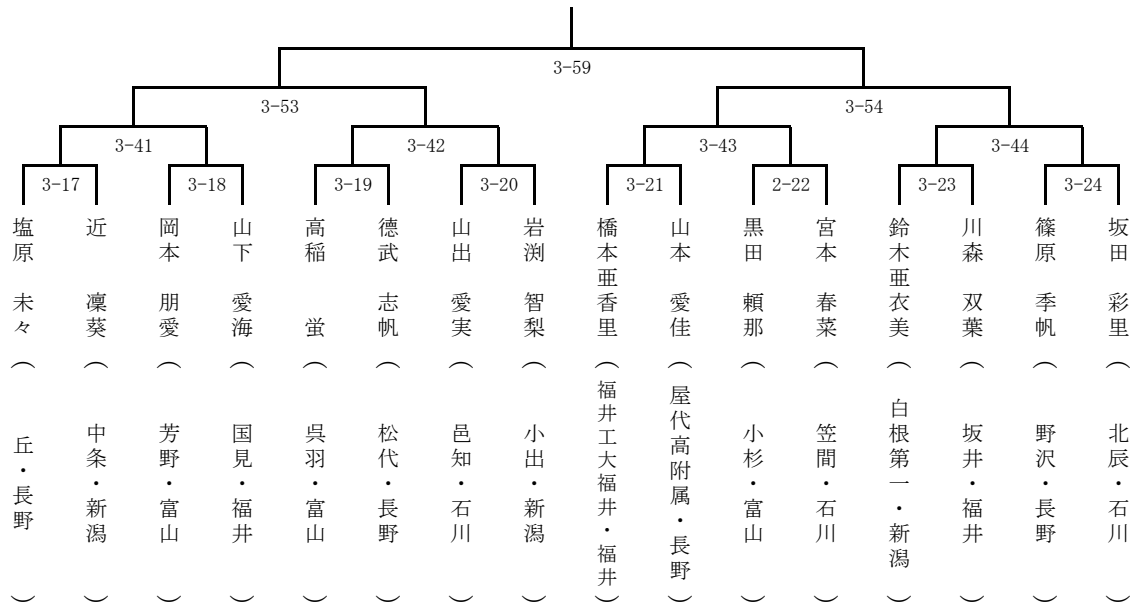 3-59
3-53
3-54
3-41
3-42
3-43
3-44
3-17
3-18
3-19
3-20
3-21
2-22
3-23
3-24
塩原 未々（丘・長野）
近 凜葵（中条・新潟）
岡本 朋愛（芳野・富山）
山下 愛海（国見・福井）
高稲 蛍（呉羽・富山）
德武 志帆（松代・長野）
山出 愛実（邑知・石川）
岩渕 智梨（小出・新潟）
橋本亜香里（福井工大福井・福井）
山本 愛佳（屋代高附属・長野）
黒田 頼那（小杉・富山）
宮本 春菜（笠間・石川）
鈴木亜衣美（白根第一・新潟）
川森 双葉（坂井・福井）
篠原 季帆（野沢・長野）
坂田 彩里（北辰・石川）